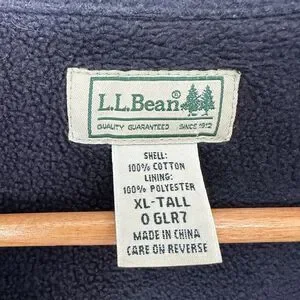 L.L.Bean®
QUALITY GUARANTEED SINCE 1912
SHELL:
100% COTTON
LINING:
100% POLYESTER
XL-TALL
0 GLR7
MADE IN CHINA
CARE ON REVERSE